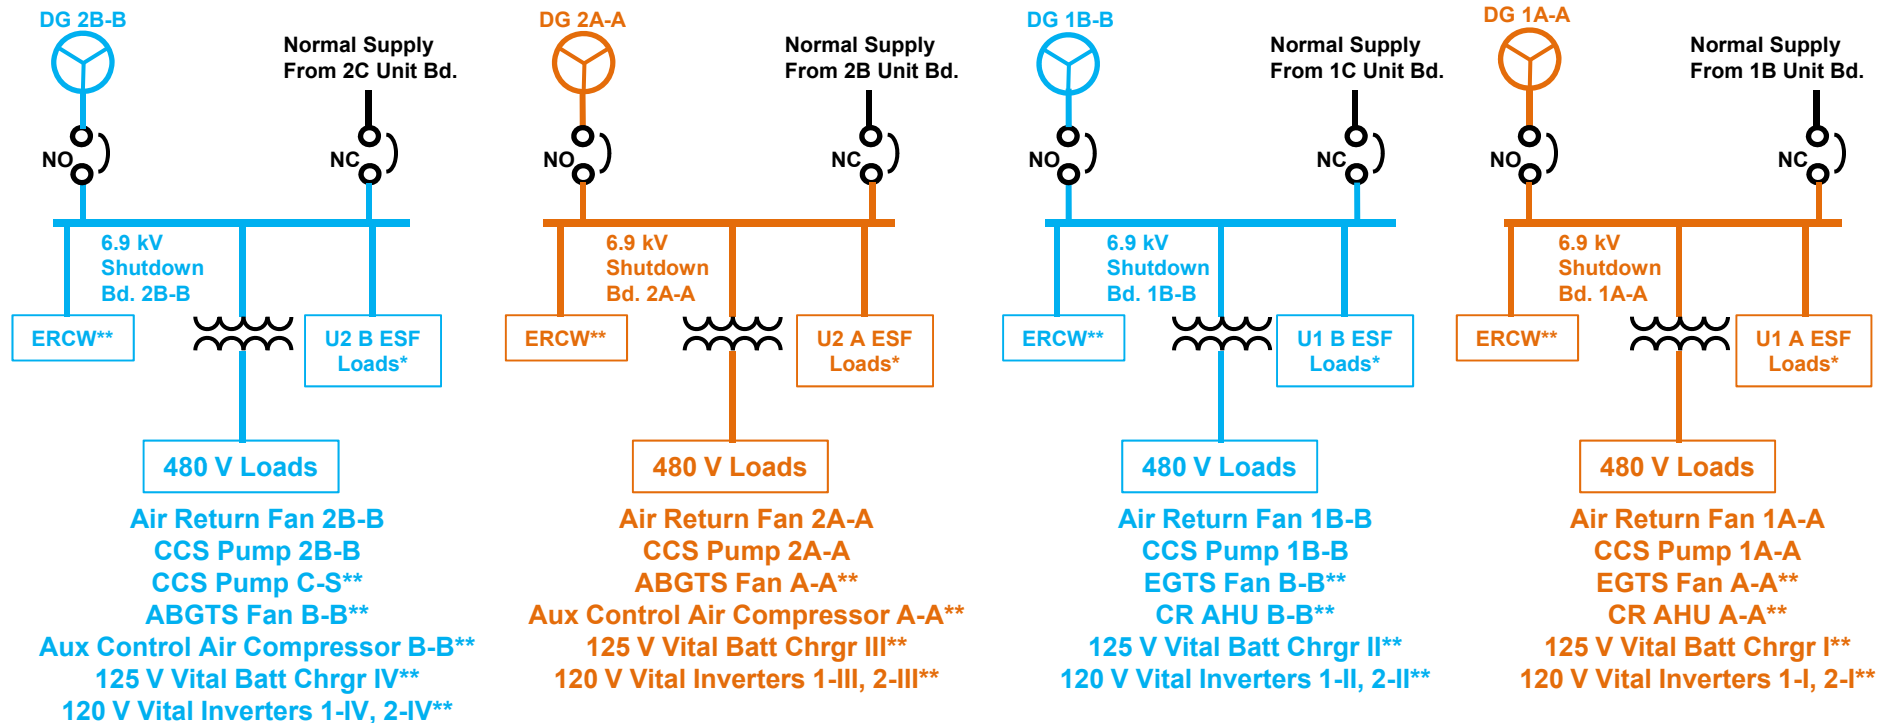 DG 2B-B
Normal Supply
From 2C Unit Bd.
NO
NC
6.9 kV
Shutdown
Bd. 2B-B
ERCW**
U2 B ESF
Loads*
480 V Loads
Air Return Fan 2B-B
CCS Pump 2B-B
CCS Pump C-S**
ABGTS Fan B-B**
Aux Control Air Compressor B-B**
125 V Vital Batt Chrgr IV**
120 V Vital Inverters 1-IV, 2-IV**
DG 2A-A
Normal Supply
From 2B Unit Bd.
NO
NC
6.9 kV
Shutdown
Bd. 2A-A
ERCW**
U2 A ESF
Loads*
480 V Loads
Air Return Fan 2A-A
CCS Pump 2A-A
ABGTS Fan A-A**
Aux Control Air Compressor A-A**
125 V Vital Batt Chrgr III**
120 V Vital Inverters 1-III, 2-III**
DG 1B-B
Normal Supply
From 1C Unit Bd.
NO
NC
6.9 kV
Shutdown
Bd. 1B-B
ERCW**
U1 B ESF
Loads*
480 V Loads
Air Return Fan 1B-B
CCS Pump 1B-B
EGTS Fan B-B**
CR AHU B-B**
125 V Vital Batt Chrgr II**
120 V Vital Inverters 1-II, 2-II**
DG 1A-A
Normal Supply
From 1B Unit Bd.
NO
NC
6.9 kV
Shutdown
Bd. 1A-A
ERCW**
U1 A ESF
Loads*
480 V Loads
Air Return Fan 1A-A
CCS Pump 1A-A
EGTS Fan A-A**
CR AHU A-A**
125 V Vital Batt Chrgr I**
120 V Vital Inverters 1-I, 2-I**